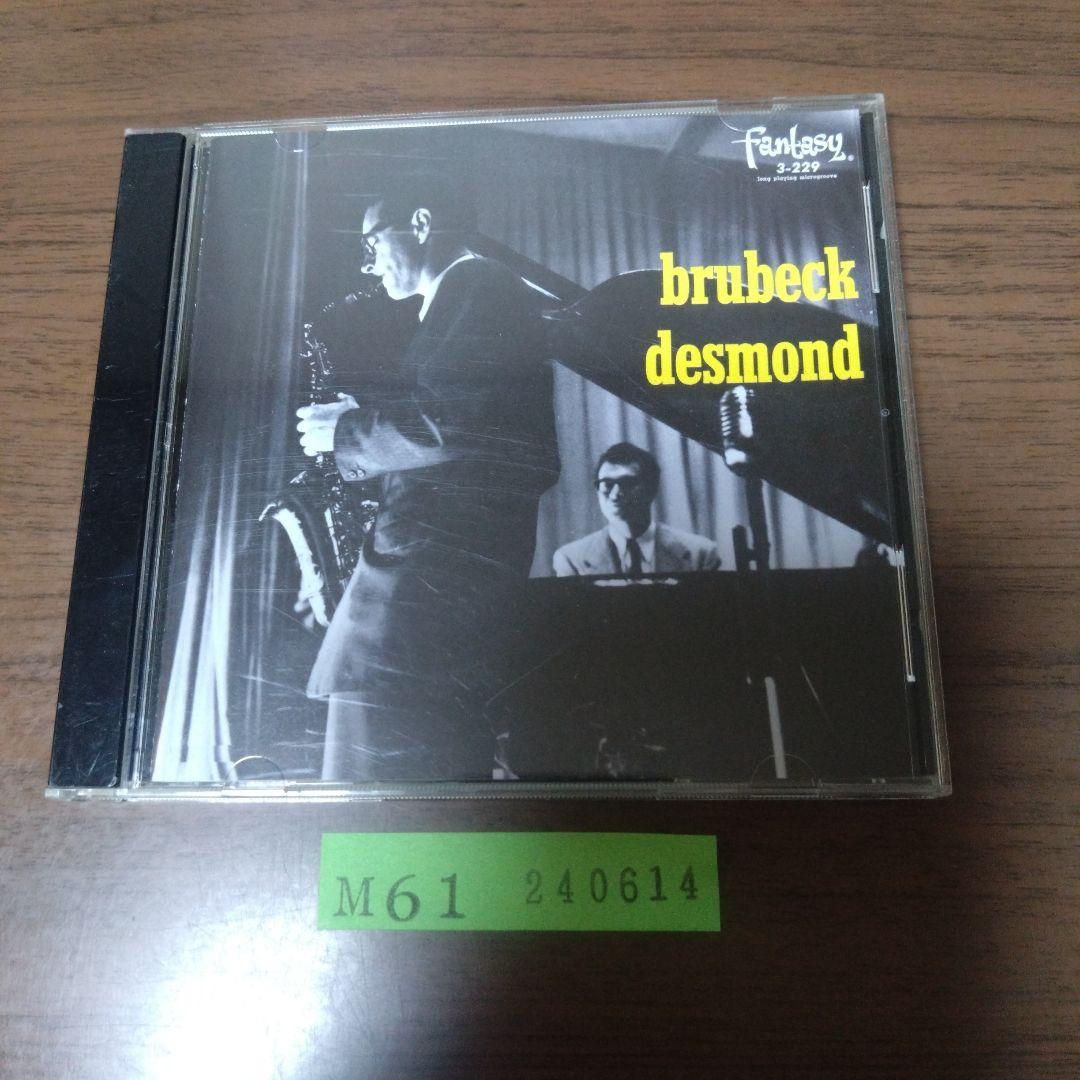 fantasy®
3-229
long playing microgroove
brubeck
desmond
M61 240614